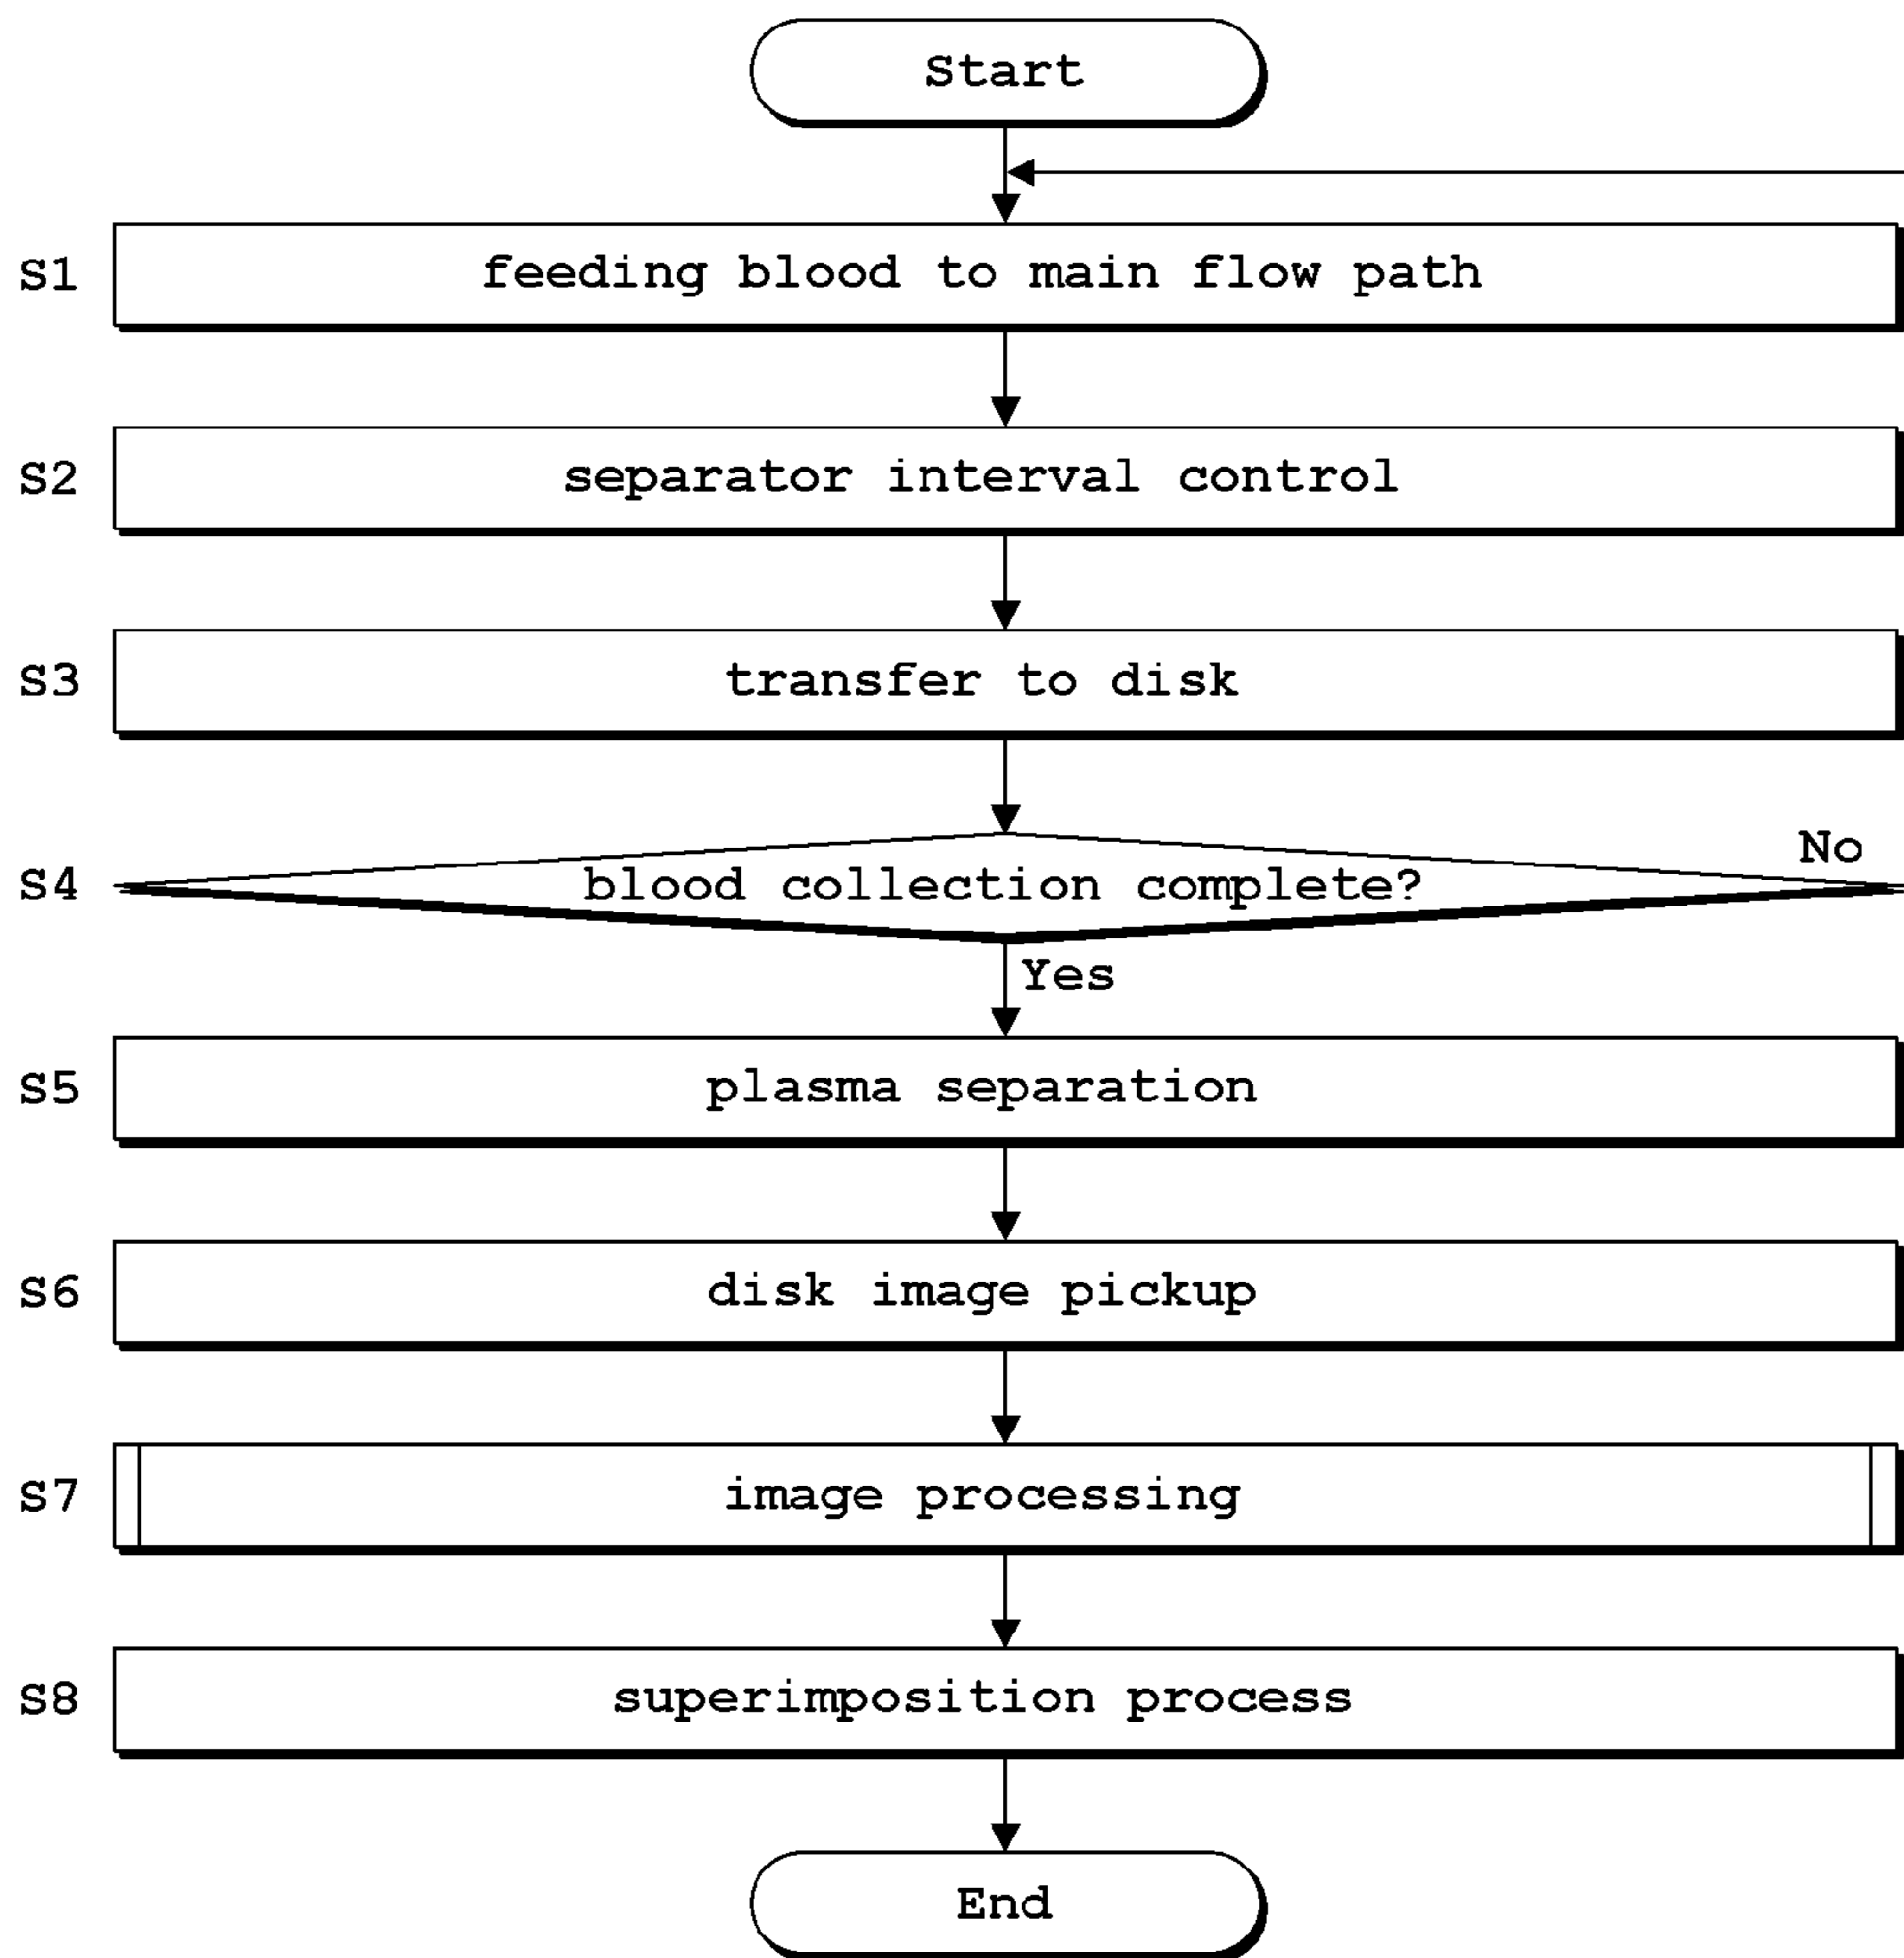 Start
S1 feeding blood to main flow path
S2 separator interval control
S3 transfer to disk
No
S4 blood collection complete?
Yes
S5 plasma separation
S6 disk image pickup
S7 image processing
S8 superimposition process
End